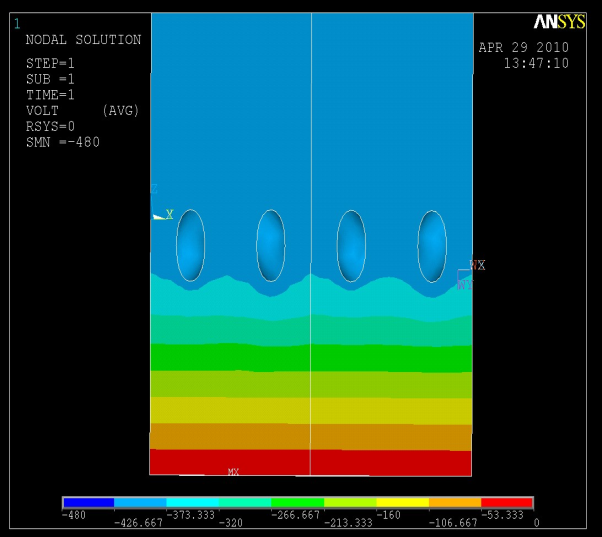 1
ANSYS
NODAL SOLUTION
APR 29 2010
13:47:10
STEP=1
SUB =1
TIME=1
VOLT (AVG)
RSYS=0
SMN =-480
Z
X
WX
WY
MX
-480 -373.333 -266.667 -160 -53.333
-426.667 -320 -213.333 -106.667 0